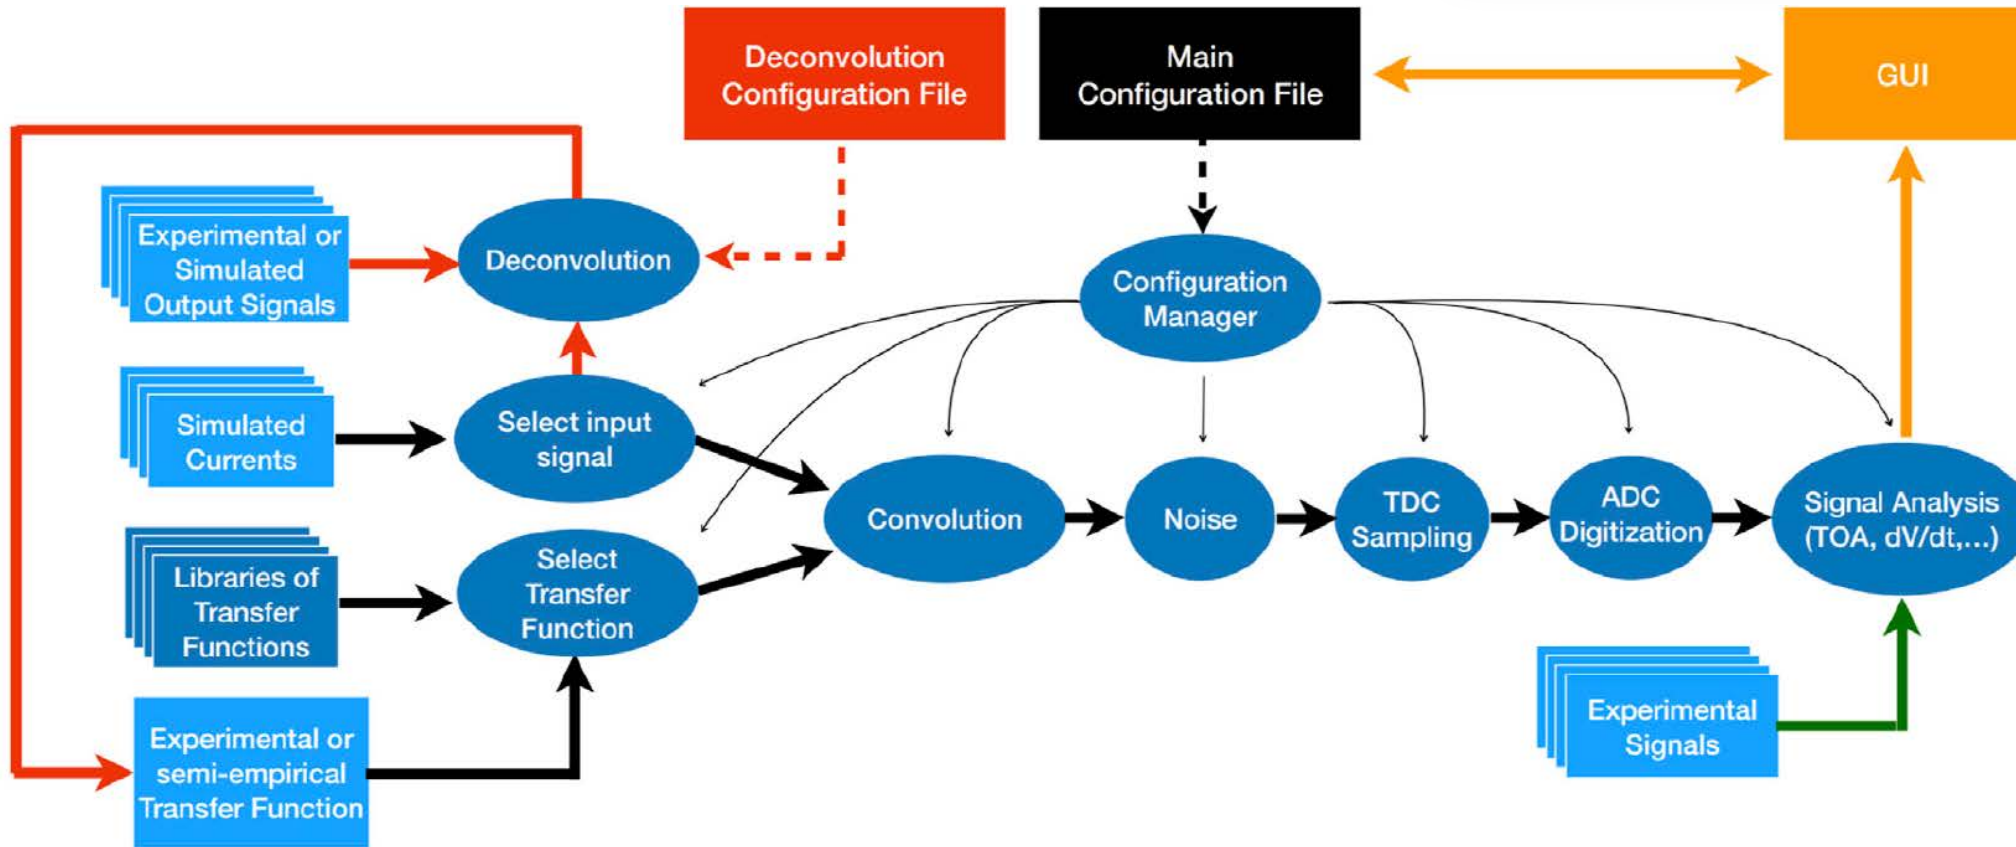 Deconvolution
Configuration File
Main
Configuration File
GUI
Experimental or
Simulated
Output Signals
Deconvolution
Configuration
Manager
Simulated
Currents
Select input
signal
Convolution
Noise
TDC
Sampling
ADC
Digitization
Signal Analysis
(TOA, dV/dt,...)
Libraries of
Transfer
Functions
Select
Transfer
Function
Experimental or
semi-empirical
Transfer Function
Experimental
Signals